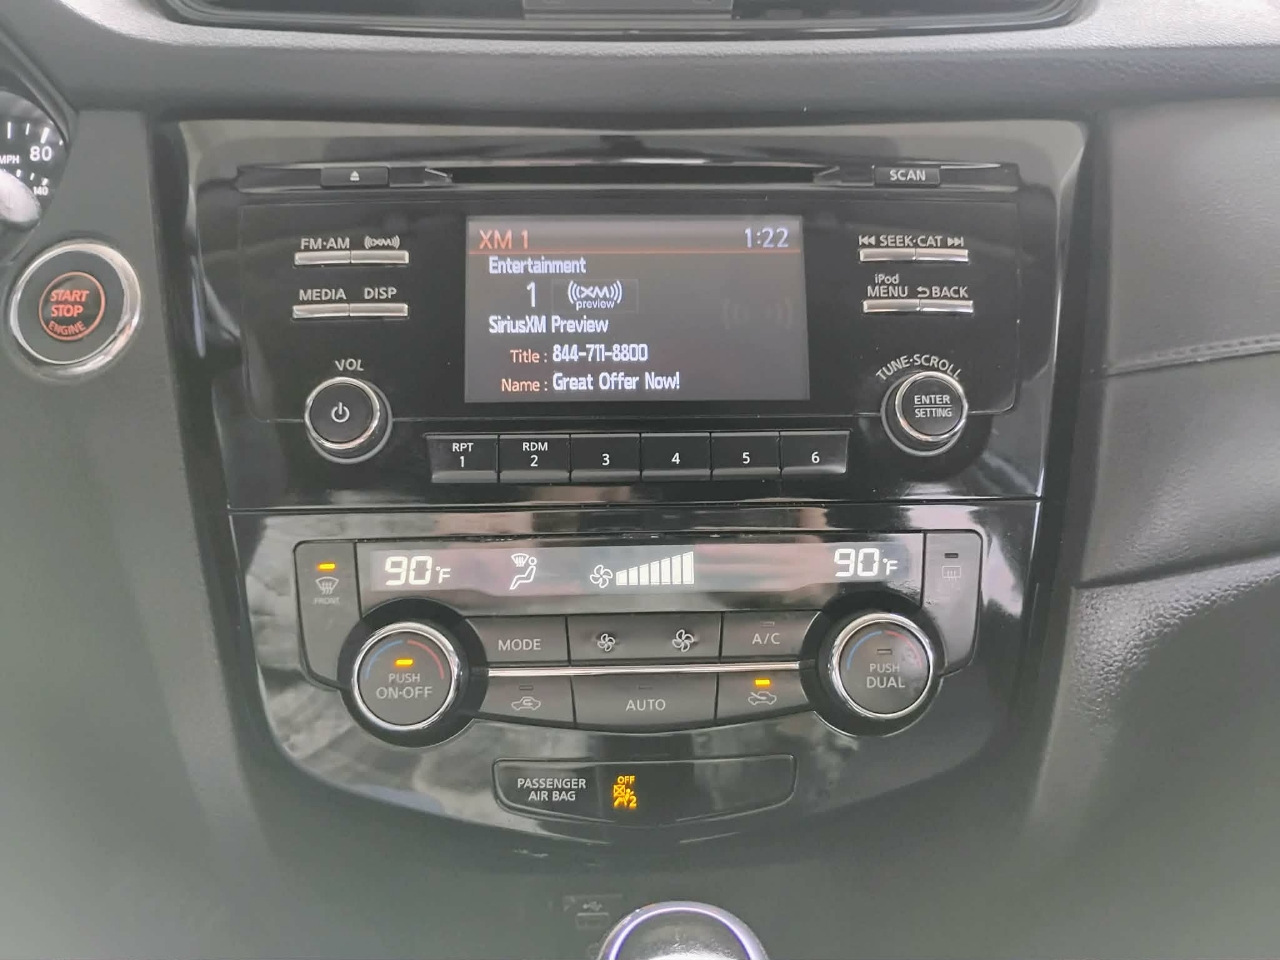 MPH 80
140
START
STOP
ENGINE
SCAN
FM·AM ((XM))
MEDIA DISP
VOL
XM 1 1:22
Entertainment
1 ((XM))
preview
SiriusXM Preview
Title : 844-711-8800
Name : Great Offer Now!
SEEK·CAT
iPod
MENU BACK
TUNE·SCROLL
ENTER
SETTING
RPT
1
RDM
2
3
4
5
6
FRONT
90°F
90°F
PUSH
ON·OFF
MODE
A/C
AUTO
PUSH
DUAL
PASSENGER
AIR BAG
OFF
2